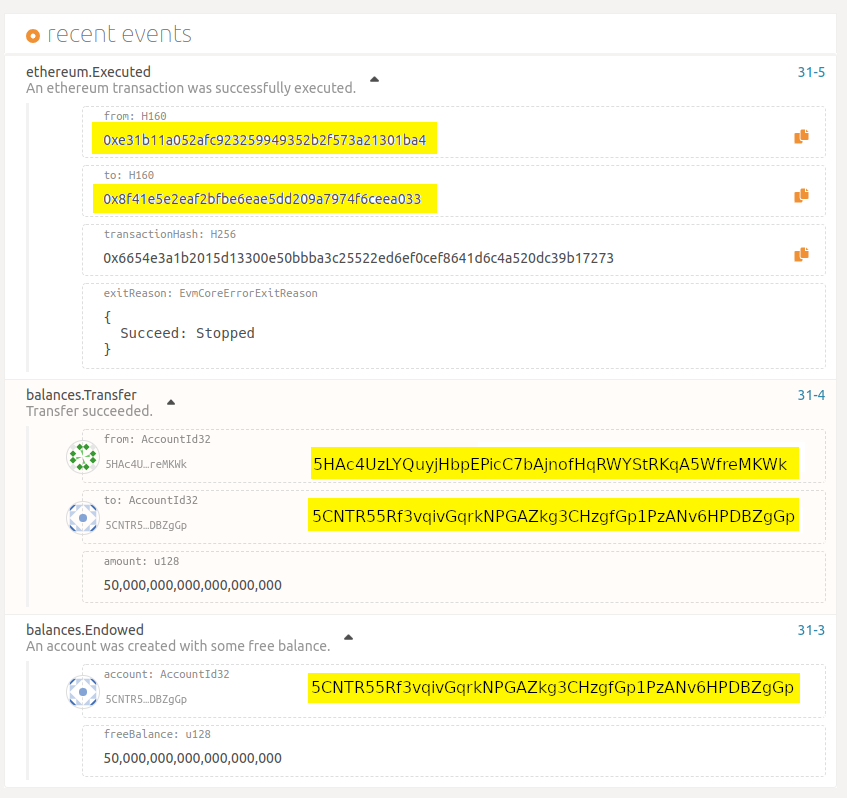 recent events
ethereum.Executed
31-5
An ethereum transaction was successfully executed.
from: H160
0xe31b11a052afc923259949352b2f573a21301ba4
to: H160
0x8f41e5e2eaf2bfbe6eae5dd209a7974f6ceea033
transactionHash: H256
0x6654e3a1b2015d13300e50bbba3c25522ed6ef0cef8641d6c4a520dc39b17273
exitReason: EvmCoreErrorExitReason
{
Succeed: Stopped
}
balances.Transfer
31-4
Transfer succeeded.
from: AccountId32
5HAc4U…reMKWk 5HAc4UzLYQuyjHbpEPicC7bAjnofHqRWYStRKqA5WfreMKWk
to: AccountId32
5CNTR5…DBZgGp 5CNTR55Rf3vqivGqrkNPGAZkg3CHzgfGp1PzANv6HPDBZgGp
amount: u128
50,000,000,000,000,000,000
balances.Endowed
31-3
An account was created with some free balance.
account: AccountId32
5CNTR5…DBZgGp 5CNTR55Rf3vqivGqrkNPGAZkg3CHzgfGp1PzANv6HPDBZgGp
freeBalance: u128
50,000,000,000,000,000,000